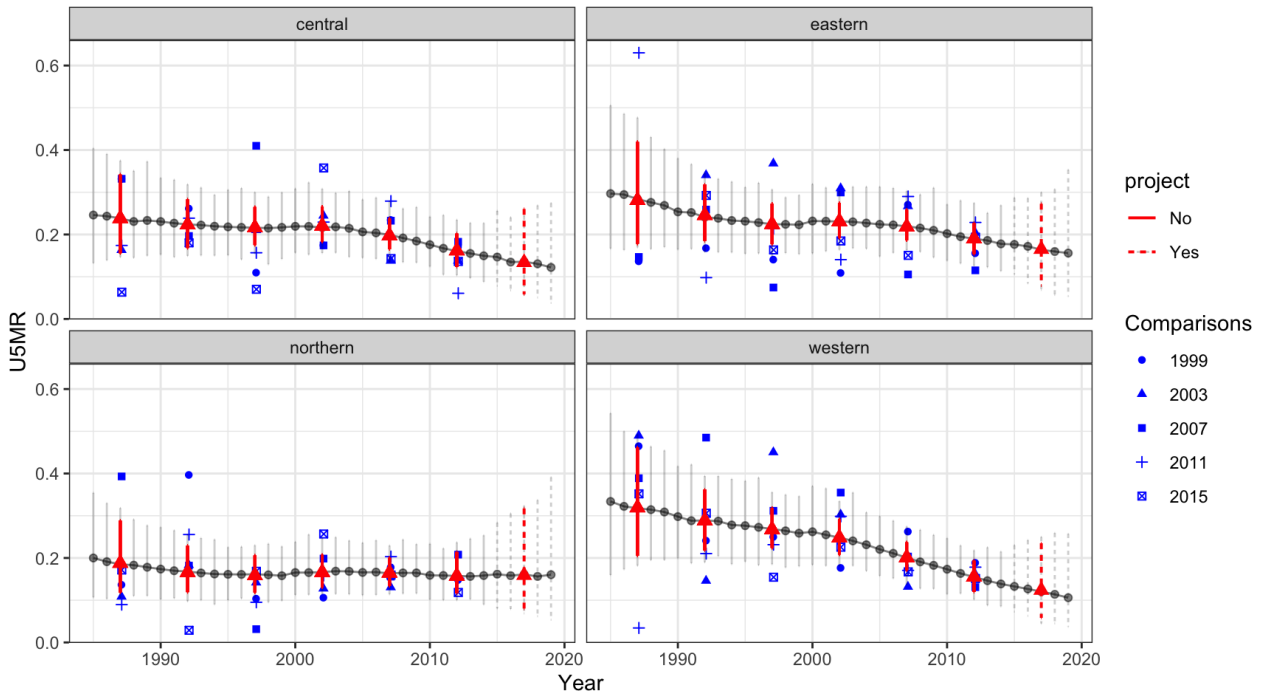 central
eastern
0.6
0.4
0.2
0.0
northern
western
0.6
0.4
0.2
0.0
1990
2000
2010
2020
1990
2000
2010
2020
U5MR
Year
project
No
Yes
Comparisons
1999
2003
2007
2011
2015